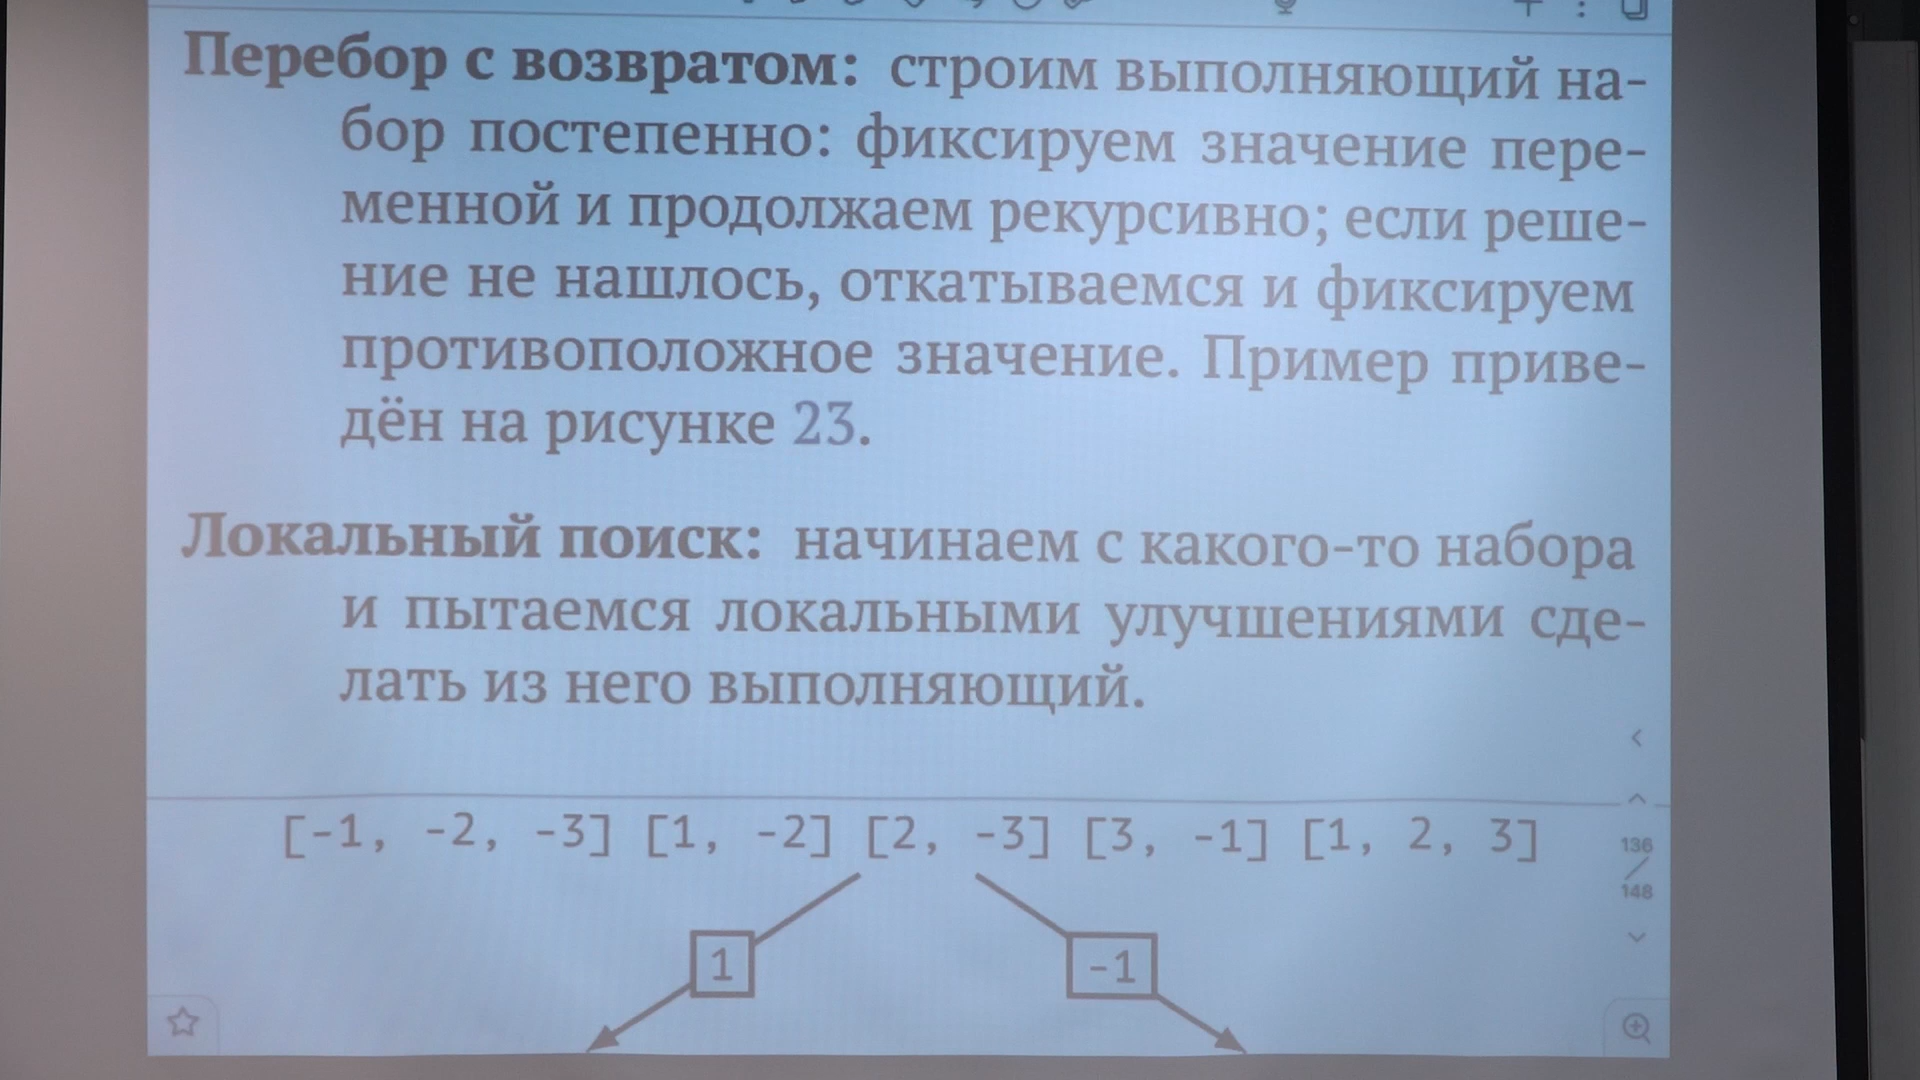 Перебор с возвратом: строим выполняющий на-
бор постепенно: фиксируем значение пере-
менной и продолжаем рекурсивно; если реше-
ние не нашлось, откатываемся и фиксируем
противоположное значение. Пример приве-
дён на рисунке 23.
Локальный поиск: начинаем с какого-то набора
и пытаемся локальными улучшениями сде-
лать из него выполняющий.
[-1, -2, -3] [1, -2] [2, -3] [3, -1] [1, 2, 3]
136
148
1
-1